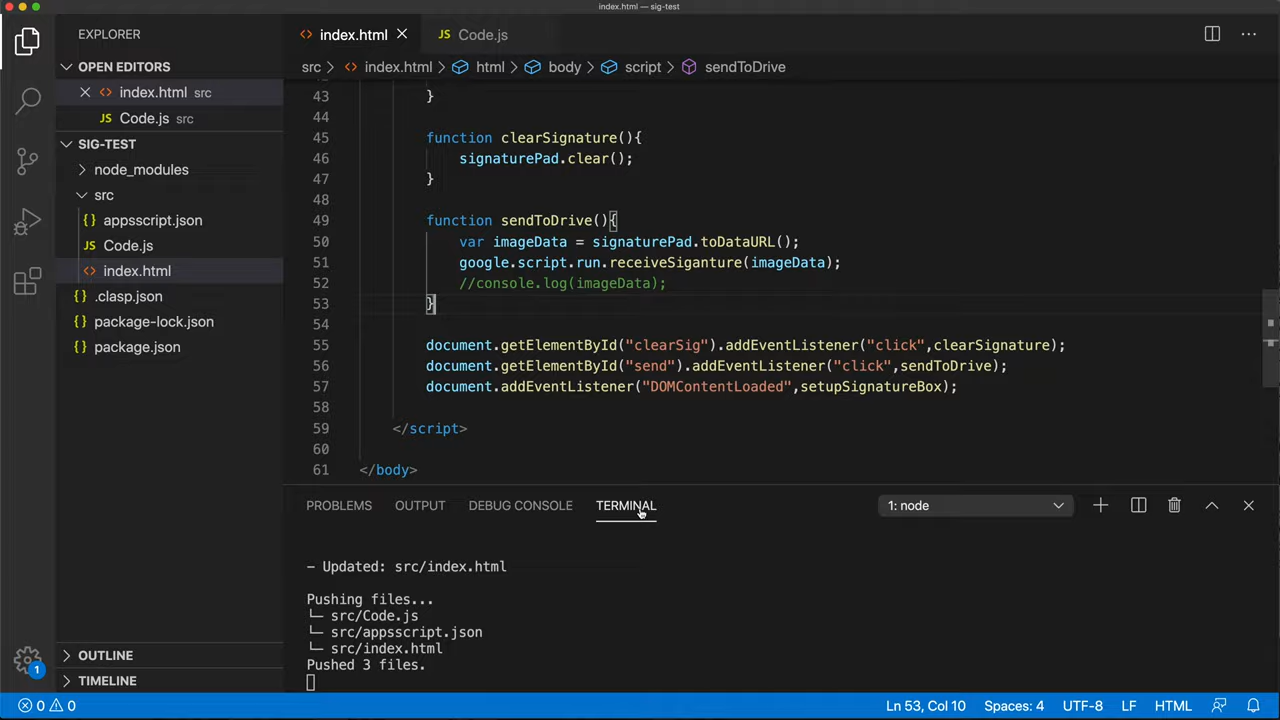 index.html — sig-test
EXPLORER
OPEN EDITORS
index.html src
Code.js src
SIG-TEST
node_modules
src
{} appsscript.json
JS Code.js
<> index.html
{} .clasp.json
{} package-lock.json
{} package.json
OUTLINE
TIMELINE
<> index.html
JS Code.js
src > <> index.html > html > body > script > sendToDrive
43 }
44
45 function clearSignature(){
46 signaturePad.clear();
47 }
48
49 function sendToDrive(){
50 var imageData = signaturePad.toDataURL();
51 google.script.run.receiveSiganture(imageData);
52 //console.log(imageData);
53 }
54
55 document.getElementById("clearSig").addEventListener("click",clearSignature);
56 document.getElementById("send").addEventListener("click",sendToDrive);
57 document.addEventListener("DOMContentLoaded",setupSignatureBox);
58
59 </script>
60
61 </body>
PROBLEMS OUTPUT DEBUG CONSOLE TERMINAL 1: node
- Updated: src/index.html
Pushing files...
└─ src/Code.js
└─ src/appsscript.json
└─ src/index.html
Pushed 3 files.
1
0 0 Ln 53, Col 10 Spaces: 4 UTF-8 LF HTML